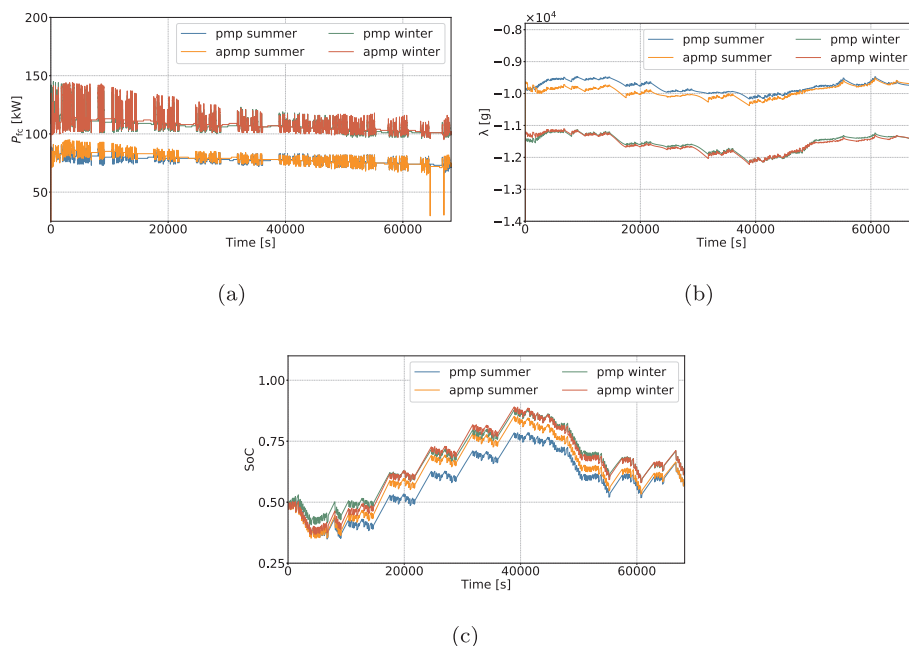 200
150
100
50
P_fc [kW]
pmp summer
apmp summer
pmp winter
apmp winter
0 20000 40000 60000
Time [s]
(a)
×10⁴
−0.8
−0.9
−1.0
−1.1
−1.2
−1.3
−1.4
λ [g]
pmp summer
apmp summer
pmp winter
apmp winter
0 20000 40000 60000
Time [s]
(b)
1.00
0.75
0.50
0.25
SoC
pmp summer
apmp summer
pmp winter
apmp winter
0 20000 40000 60000
Time [s]
(c)